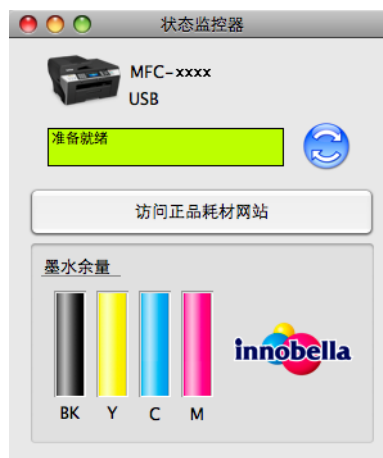 状态监控器
MFC-xxxx
USB
准备就绪
访问正品耗材网站
墨水余量
innobella
BK Y C M